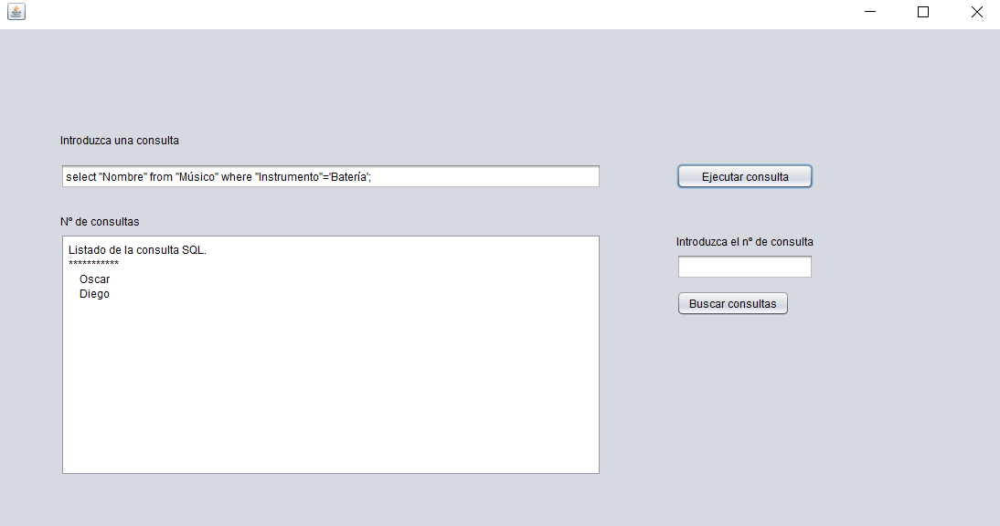 Introduzca una consulta
select "Nombre" from "Músico" where "Instrumento"='Batería';
Ejecutar consulta
Nº de consultas
Introduzca el nº de consulta
Listado de la consulta SQL.
***********
Oscar
Diego
Buscar consultas